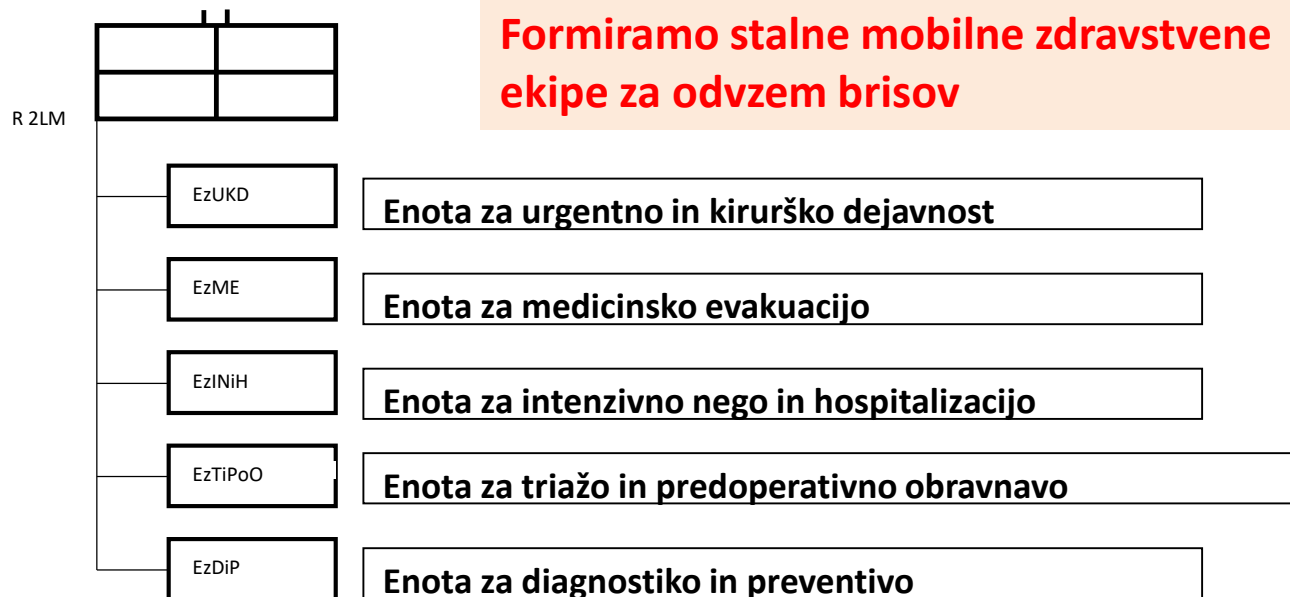 Formiramo stalne mobilne zdravstvene
ekipe za odvzem brisov
R 2LM
EzUKD
Enota za urgentno in kirurško dejavnost
EzME
Enota za medicinsko evakuacijo
EzINiH
Enota za intenzivno nego in hospitalizacijo
EzTiPoO
Enota za triažo in predoperativno obravnavo
EzDiP
Enota za diagnostiko in preventivo